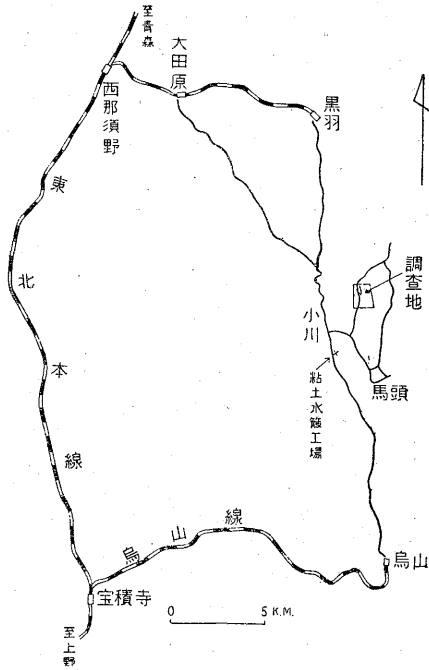 至青森
西那須野
大田原
黒羽
東北本線
調査地
小川
馬頭
粘土水簸工場
烏山線
烏山
宝積寺
至上野
0 5 K.M.